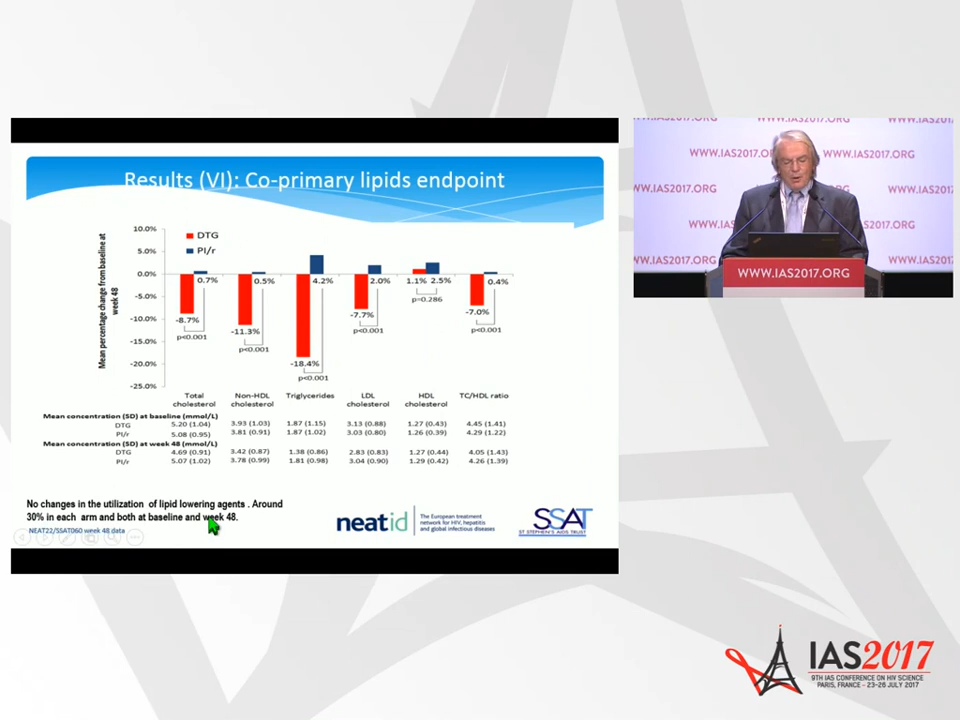 Results (VI): Co-primary lipids endpoint
Mean percentage change from baseline at
week 48
10.0%
5.0%
0.0%
-5.0%
-10.0%
-15.0%
-20.0%
-25.0%
DTG
PI/r
-8.7%
0.7%
p<0.001
-11.3%
0.5%
p<0.001
-18.4%
4.2%
p<0.001
-7.7%
2.0%
p<0.001
1.1% 2.5%
p=0.286
-7.0%
0.4%
p<0.001
Total cholesterol
Non-HDL cholesterol
Triglycerides
LDL cholesterol
HDL cholesterol
TC/HDL ratio
Mean concentration (SD) at baseline (mmol/L)
DTG 5.20 (1.04) 3.93 (1.03) 1.87 (1.15) 3.13 (0.88) 1.27 (0.43) 4.45 (1.41)
PI/r 5.08 (0.95) 3.81 (0.91) 1.87 (1.02) 3.03 (0.80) 1.26 (0.39) 4.29 (1.22)
Mean concentration (SD) at week 48 (mmol/L)
DTG 4.69 (0.91) 3.42 (0.87) 1.38 (0.86) 2.83 (0.83) 1.27 (0.44) 4.05 (1.43)
PI/r 5.07 (1.02) 3.78 (0.99) 1.81 (0.98) 3.04 (0.90) 1.29 (0.42) 4.26 (1.39)
No changes in the utilization of lipid lowering agents . Around
30% in each arm and both at baseline and week 48.
NEAT22/SSAT060 week 48 data
neat id
The European treatment
network for HIV, hepatitis
and global infectious diseases
SSAT
ST STEPHEN'S AIDS TRUST
WWW.IAS2017.ORG
WWW.IAS2017.ORG
WWW.IAS2017.ORG
WWW.IAS2017.ORG
IAS2017
9TH IAS CONFERENCE ON HIV SCIENCE
PARIS, FRANCE – 23-26 JULY 2017